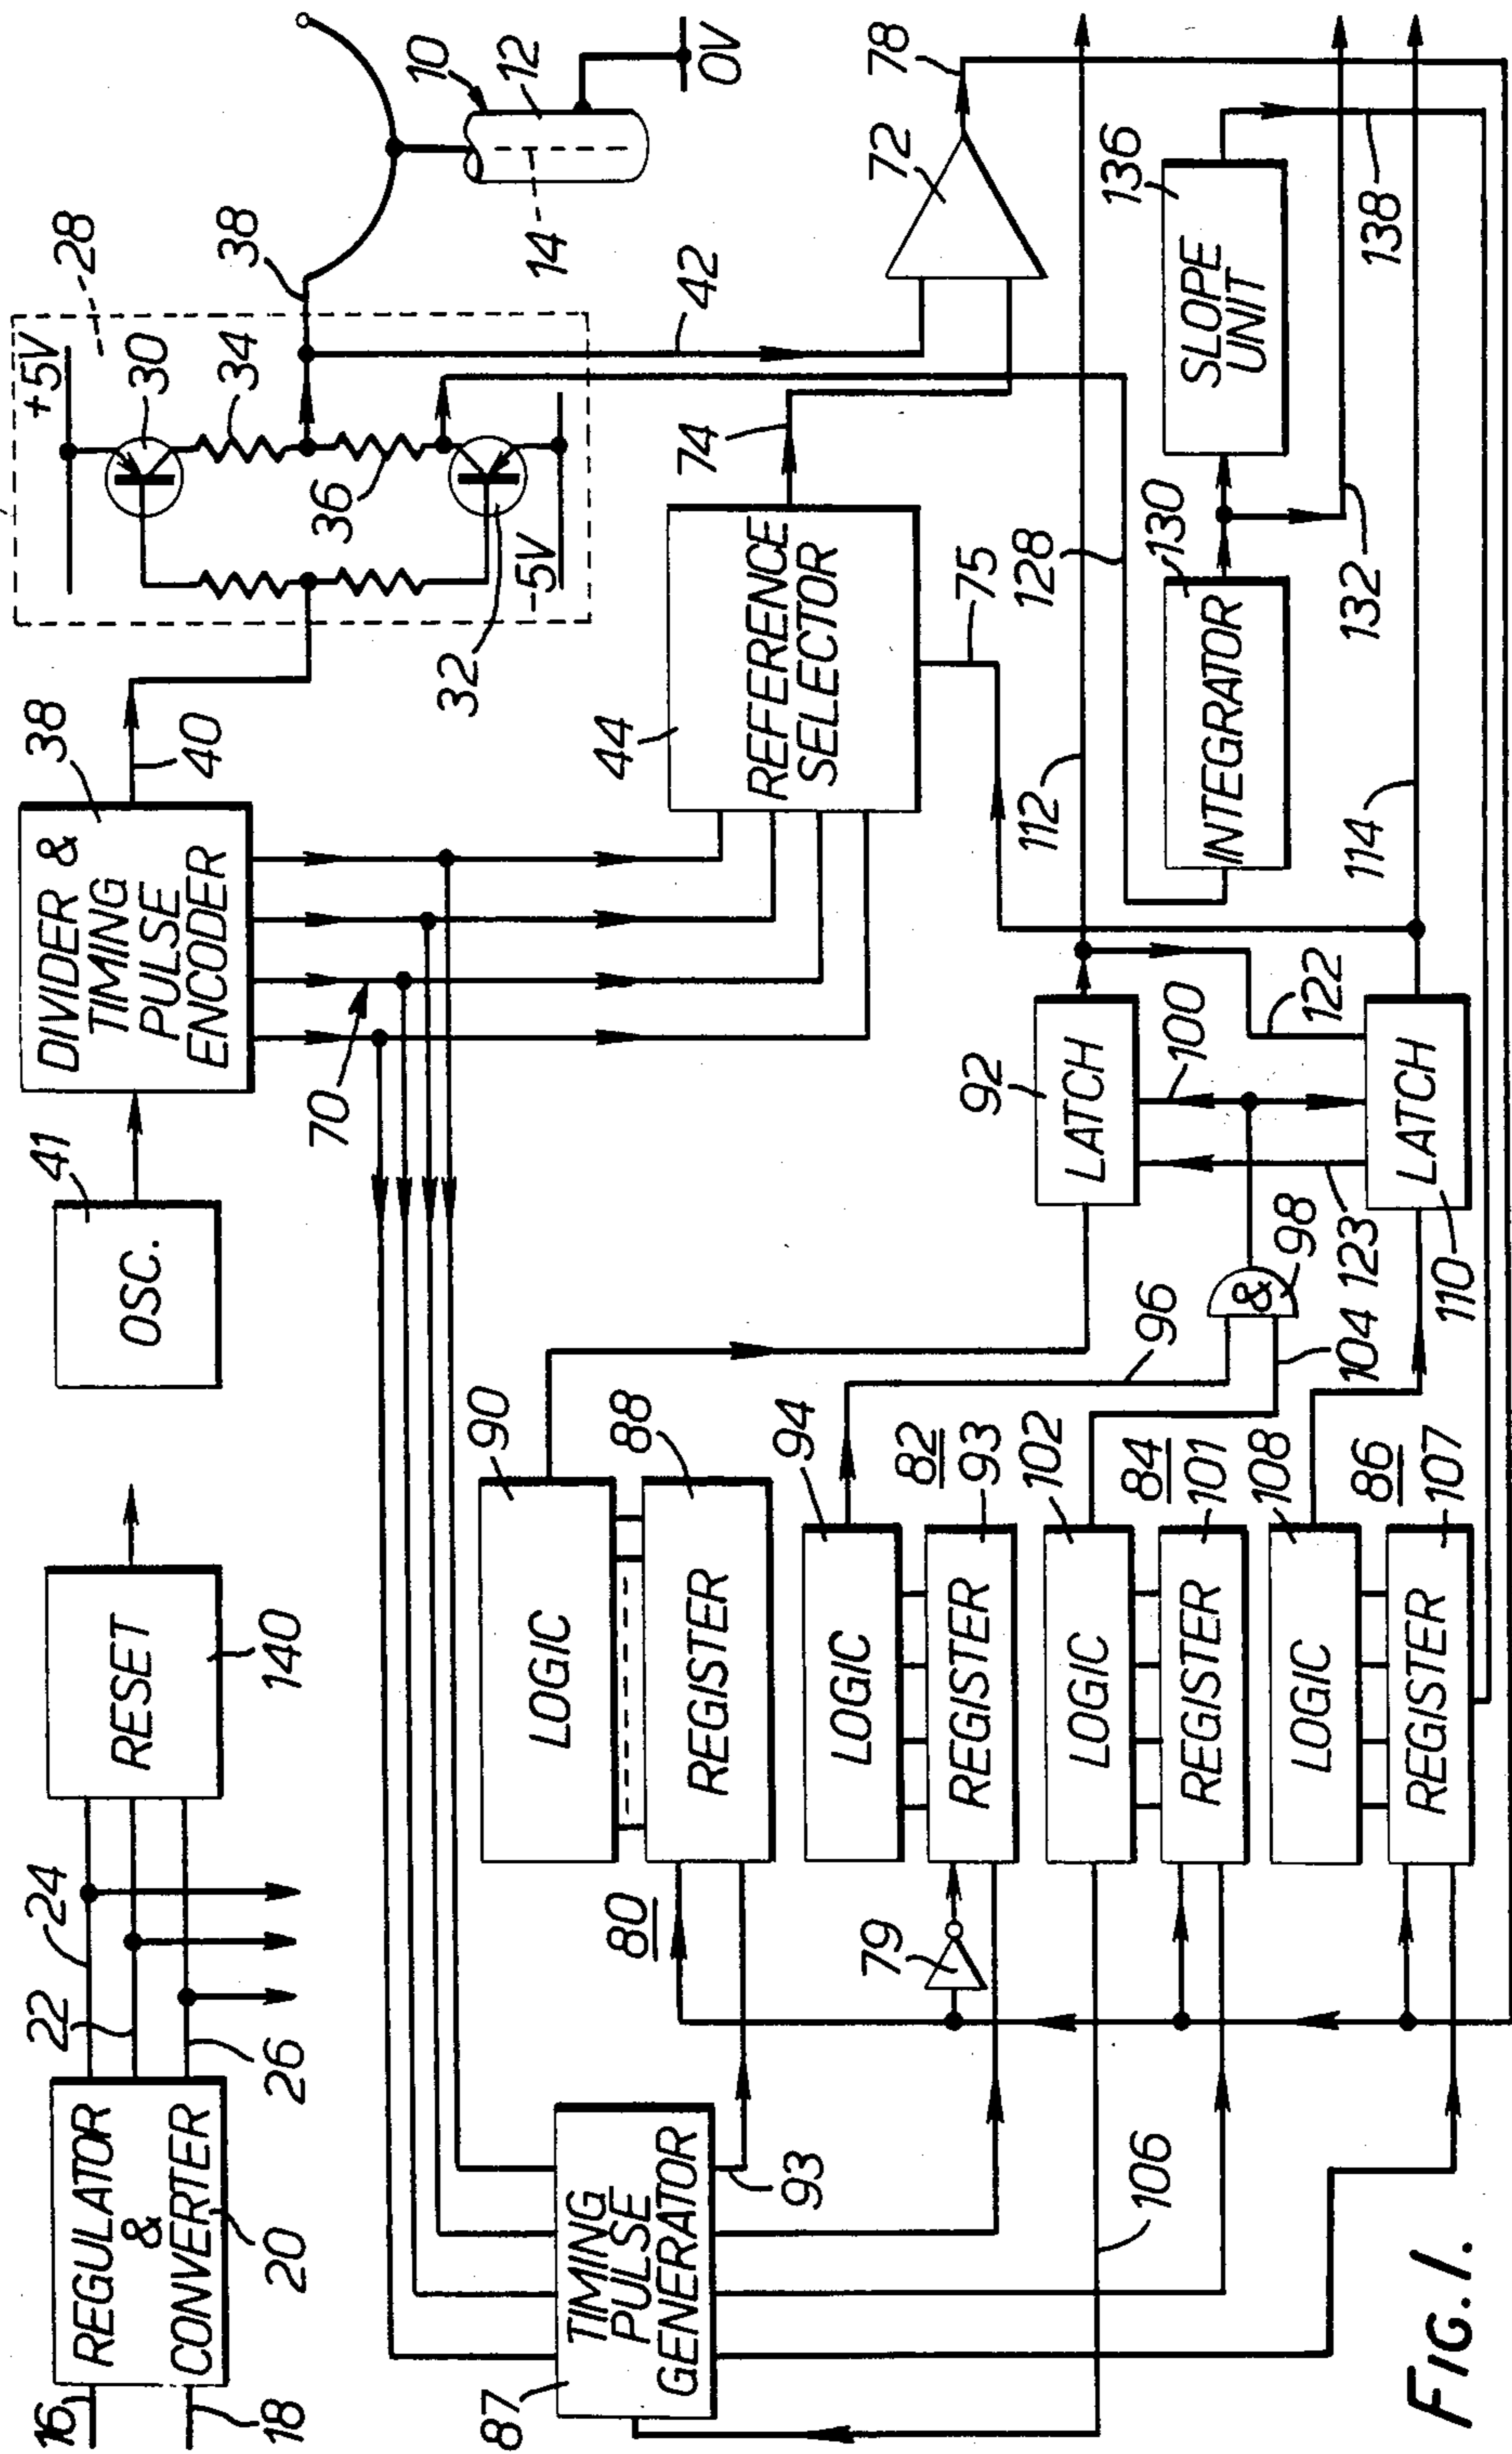 16
18
REGULATOR
&
CONVERTER
20
22
24
26
RESET
140
OSC.
41
DIVIDER &
TIMING
PULSE
ENCODER
38
40
70
+5V
28
30
34
36
32
-5V
38
42
10
12
14
0V
44
REFERENCE
SELECTOR
74
75
72
78
87
TIMING
PULSE
GENERATOR
93
106
80
79
LOGIC
90
REGISTER
88
LOGIC
94
82
REGISTER
93
LOGIC
102
84
REGISTER
101
LOGIC
108
86
REGISTER
107
96
98
&
104
92
LATCH
100
122
123
LATCH
110
112
114
128
INTEGRATOR
130
132
SLOPE
UNIT
136
138
FIG. 1.